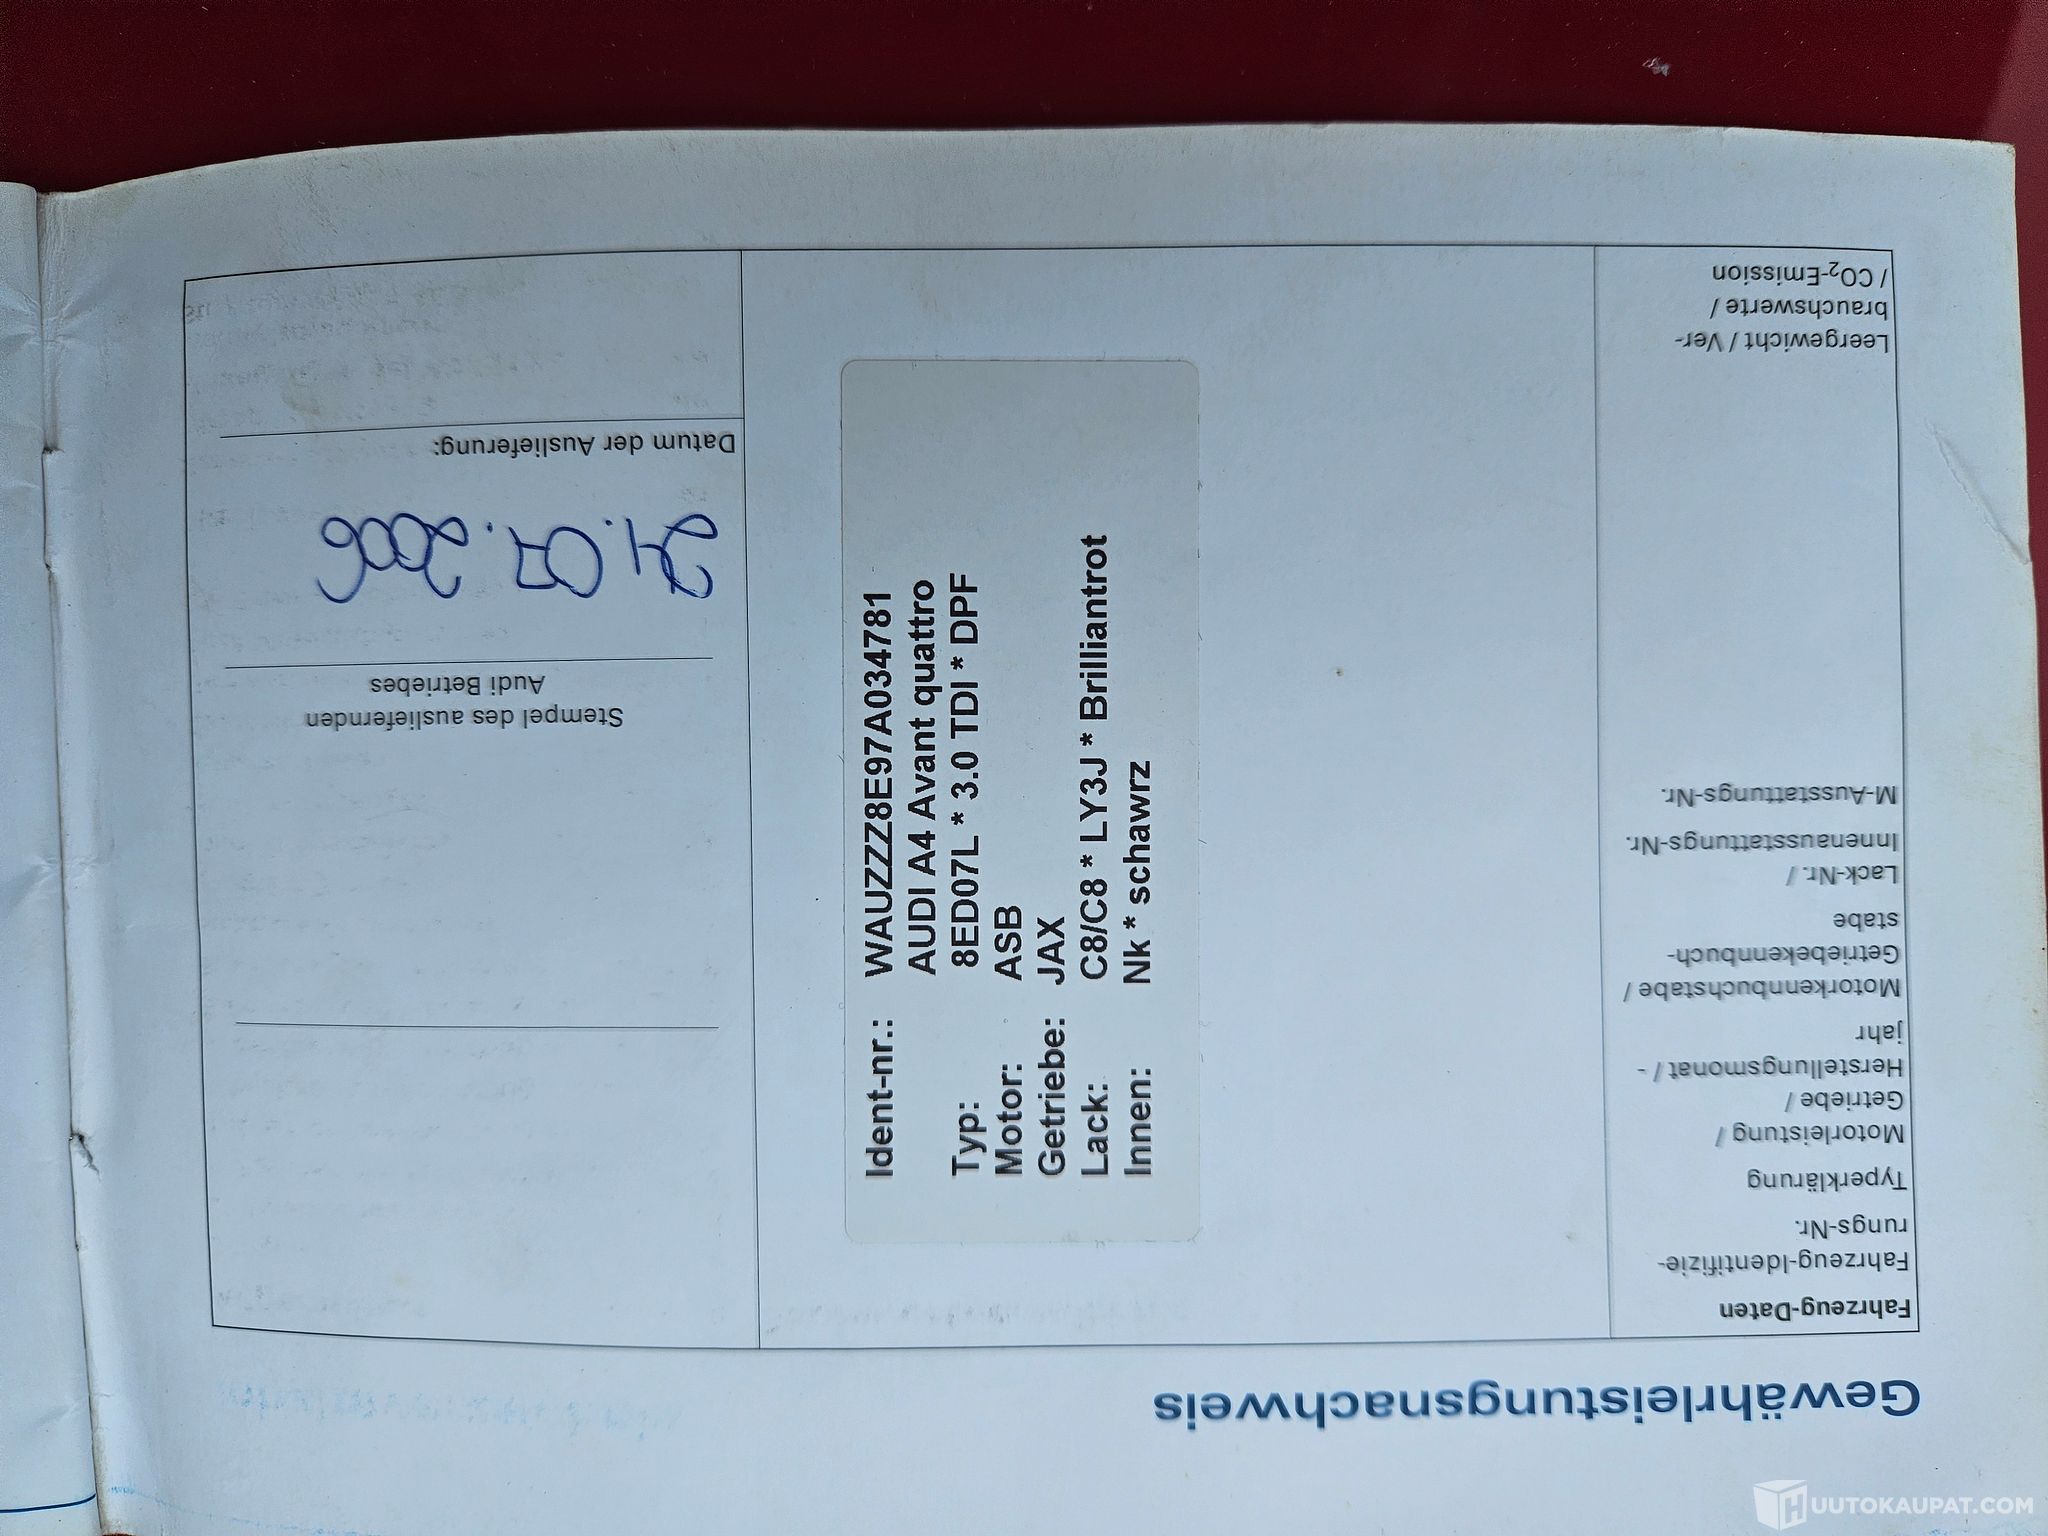 Gewährleistungsnachweis
Fahrzeug-Daten
Fahrzeug-Identifizie-
rungs-Nr.
Typerklärung
Motorleistung /
Getriebe /
Herstellungsmonat / -
jahr
Motorkennbuchstabe /
Getriebekennbuch-
stabe
Lack-Nr. /
Innenausstattungs-Nr.
M-Ausstattungs-Nr.
Leergewicht / Ver-
brauchswerte /
/ CO₂-Emission
Ident-nr.: WAUZZZ8E97A034781
AUDI A4 Avant quattro
Typ: 8ED07L * 3.0 TDI * DPF
Motor: ASB
Getriebe: JAX
Lack: C8/C8 * LY3J * Brilliantrot
Innen: Nk * schawrz
Stempel des ausliefernden
Audi Betriebes
24.07.2006
Datum der Auslieferung:
HUUTOKAUPAT.COM